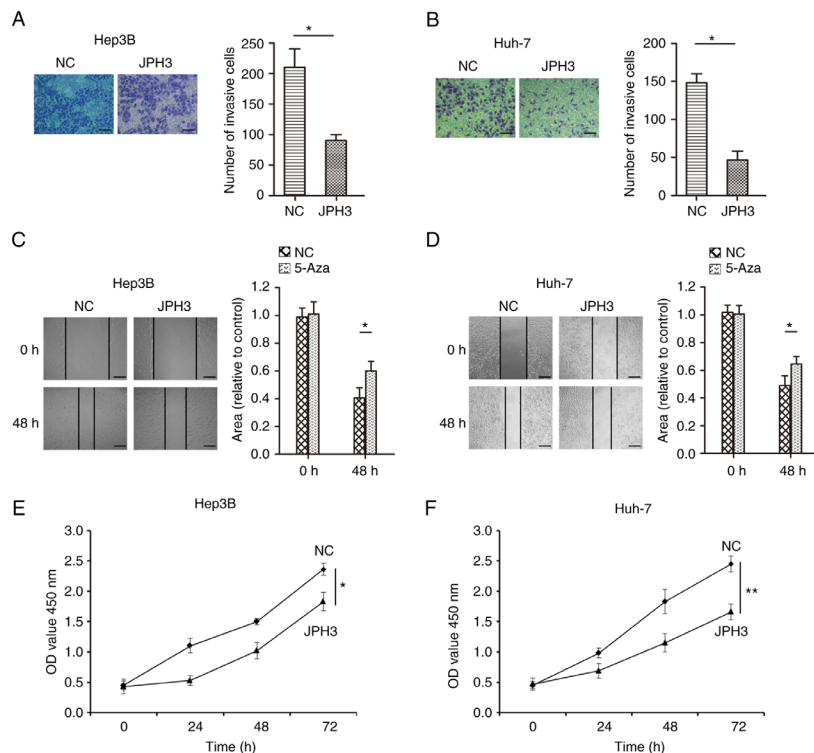 A
Hep3B
NC JPH3
Number of invasive cells
250
200
150
100
50
0
*
NC JPH3
B
Huh-7
NC JPH3
Number of invasive cells
200
150
100
50
0
*
NC JPH3
C
Hep3B
NC JPH3
0 h
48 h
NC
5-Aza
Area (relative to control)
1.2
1.0
0.8
0.6
0.4
0.2
0.0
*
0 h 48 h
D
Huh-7
NC JPH3
0 h
48 h
NC
5-Aza
Area (relative to control)
1.2
1.0
0.8
0.6
0.4
0.2
0.0
*
0 h 48 h
E
Hep3B
OD value 450 nm
3.0
2.5
2.0
1.5
1.0
0.5
0.0
NC
*
JPH3
0 24 48 72
Time (h)
F
Huh-7
OD value 450 nm
3.0
2.5
2.0
1.5
1.0
0.5
0.0
NC
**
JPH3
0 24 48 72
Time (h)